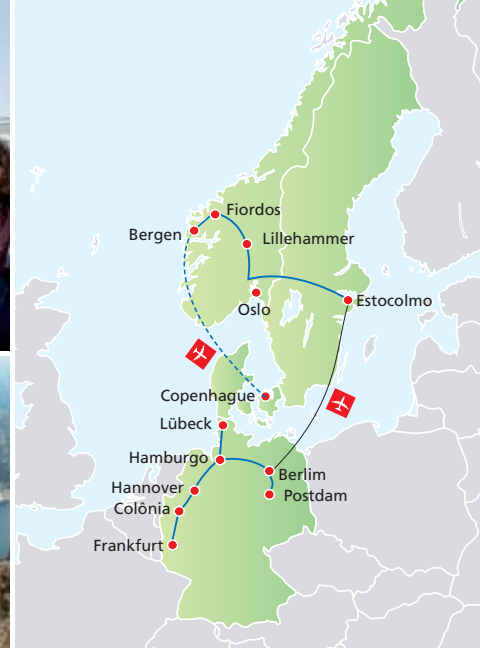 Fiordos
Bergen
Lillehammer
Oslo
Estocolmo
Copenhague
Lübeck
Hamburgo
Berlim
Hannover
Postdam
Colônia
Frankfurt